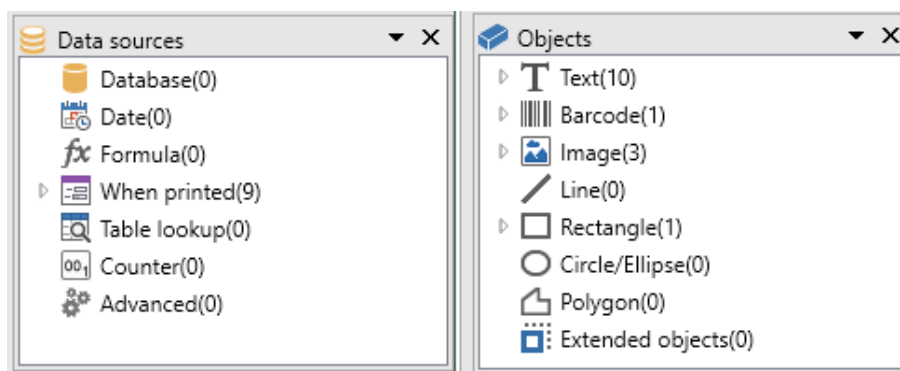 Data sources
Database(0)
Date(0)
Formula(0)
When printed(9)
Table lookup(0)
Counter(0)
Advanced(0)
Objects
Text(10)
Barcode(1)
Image(3)
Line(0)
Rectangle(1)
Circle/Ellipse(0)
Polygon(0)
Extended objects(0)